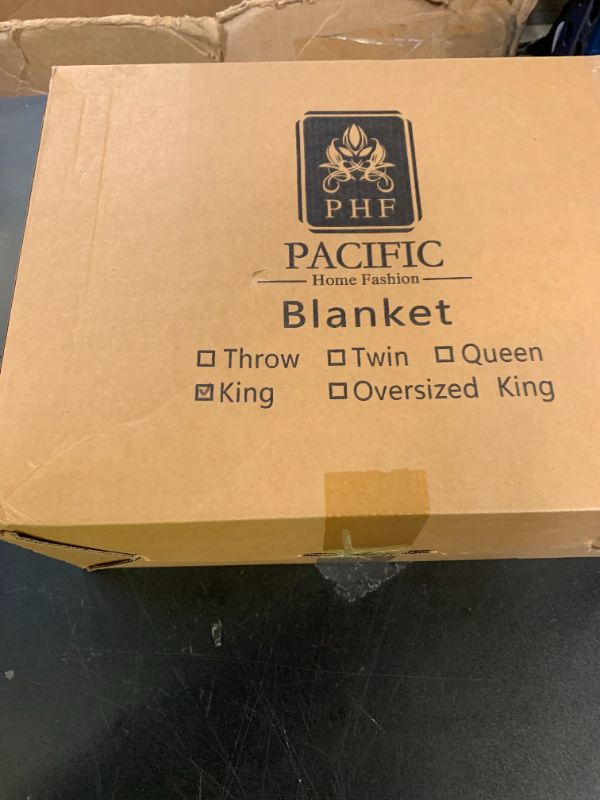 PHF
PACIFIC
Home Fashion
Blanket
☐ Throw ☐ Twin ☐ Queen
☑ King ☐ Oversized King